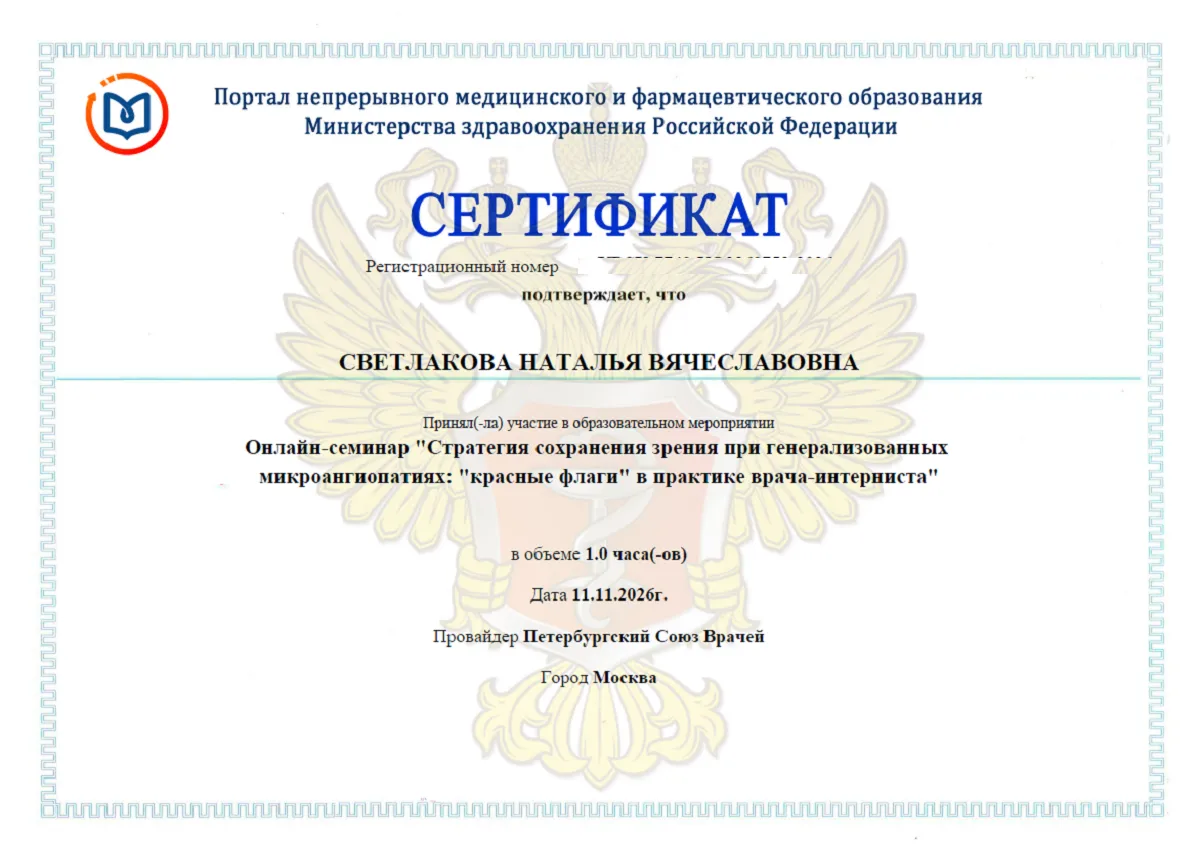 Портал непрерывного медицинского и фармацевтического образования
Министерства здравоохранения Российской Федерации
СЕРТИФИКАТ
Регистрационный номер
подтверждает, что
СВЕТЛАКОВА НАТАЛЬЯ ВЯЧЕСЛАВОВНА
Принял(-ла) участие в образовательном мероприятии
Онлайн-семинар "Стратегия сохранения зрения при генерализованных
микроангиопатиях: "красные флаги" в практике врача-интерниста"
в объеме 1.0 часа(-ов)
Дата 11.11.2026г.
Провайдер Петербургский Союз Врачей
Город Москва